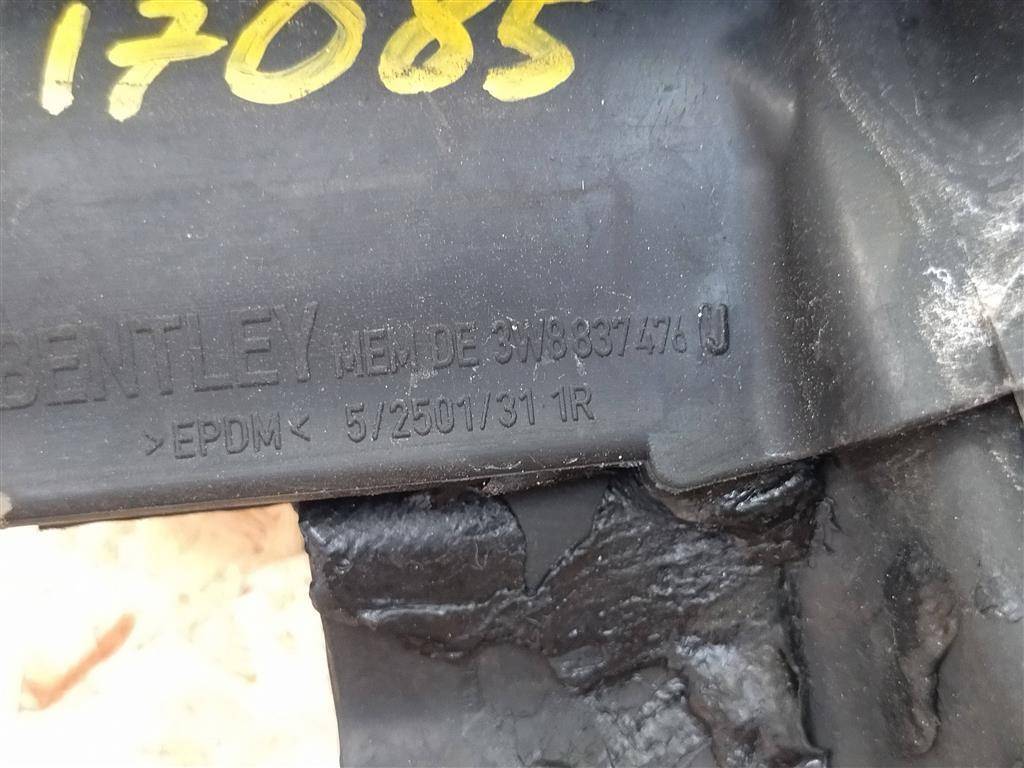 17085
BENTLEY MEM DE 3W8837476
>EPDM< 5/2501/31 1R